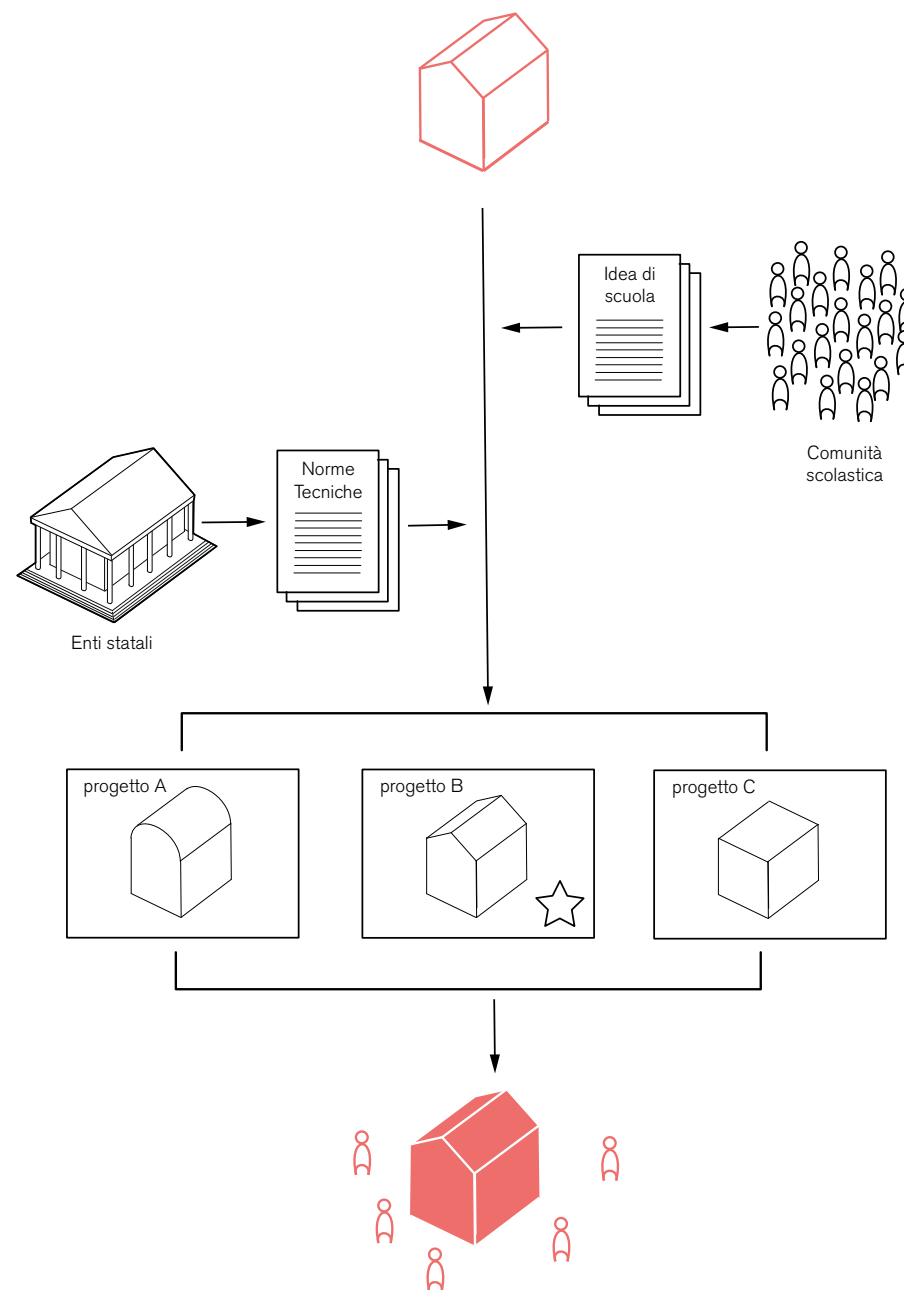 Idea di
scuola
Comunità
scolastica
Norme
Tecniche
Enti statali
progetto A
progetto B
progetto C